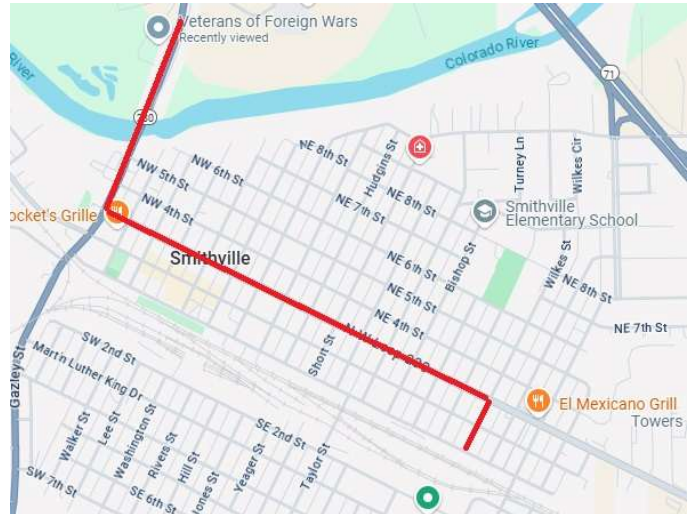 Veterans of Foreign Wars
Recently viewed
River
Colorado River
71
230
NE 8th St
Hudgins St
Turney Ln
Wilkes Cir
NW 6th St
NW 5th St
NW 4th St
NE 8th St
NE 7th St
ocket's Grille
Smithville
Elementary School
Smithville
Bishop St
Wilkes St
NE 6th St
NE 8th St
NE 5th St
NE 4th St
NE 7th St
Short St
Gazley St
SW 2nd St
Martin Luther King Dr
El Mexicano Grill
Towers
SE 2nd St
Walker St
Lee St
Washington St
Rivers St
Hill St
Jones St
Yeager St
Taylor St
SW 7th St
SE 6th St